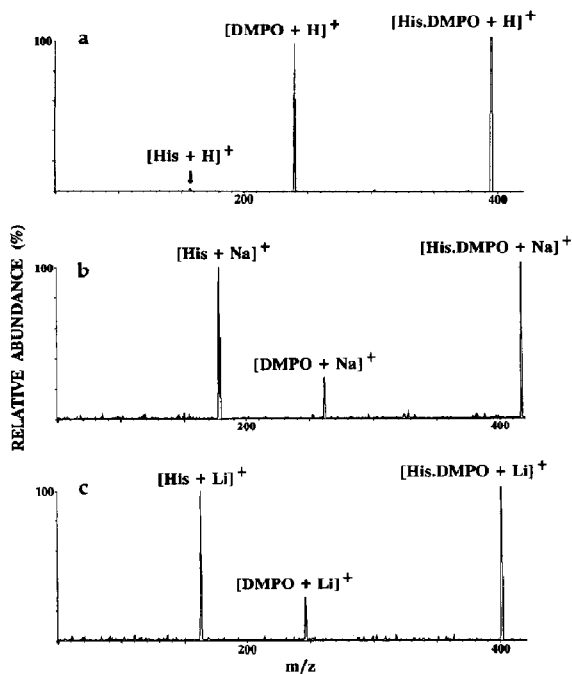 a
100
[DMPO + H]+
[His.DMPO + H]+
[His + H]+
200
400
RELATIVE ABUNDANCE (%)
b
100
[His + Na]+
[His.DMPO + Na]+
[DMPO + Na]+
200
400
c
100
[His + Li]+
[His.DMPO + Li]+
[DMPO + Li]+
200
400
m/z